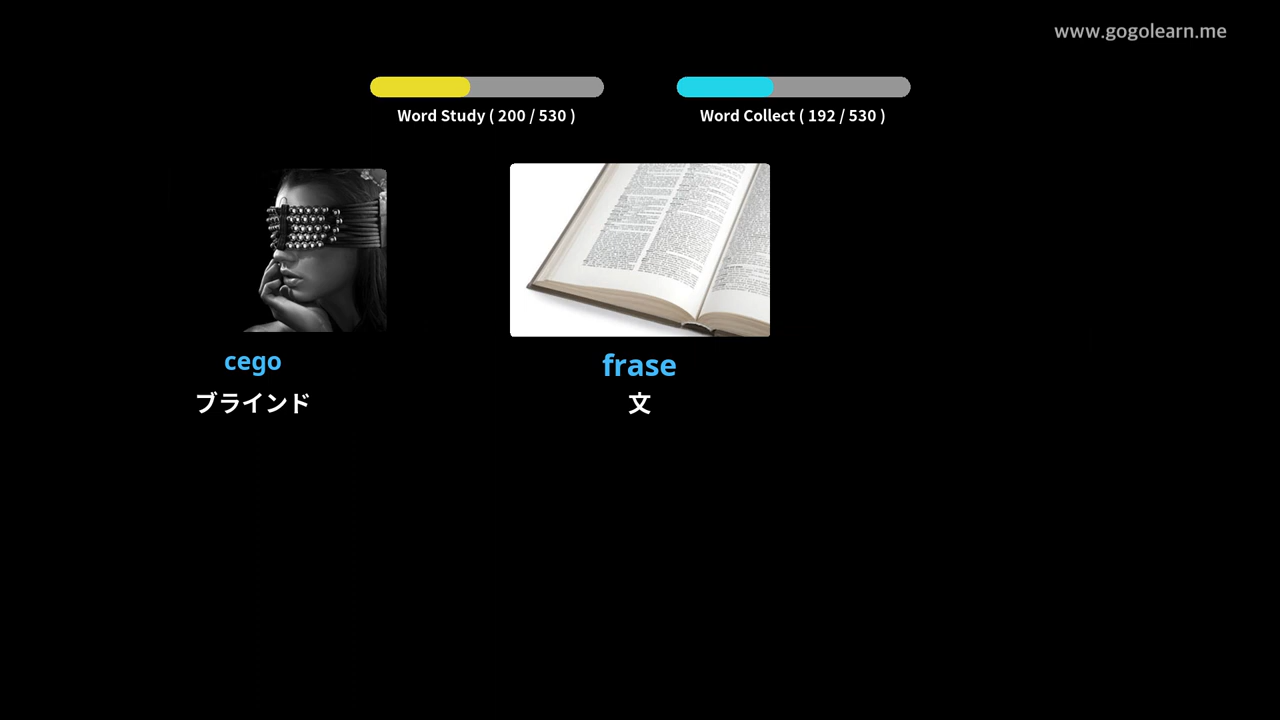 www.gogolearn.me
Word Study ( 200 / 530 )
Word Collect ( 192 / 530 )
cego
ブラインド
frase
文